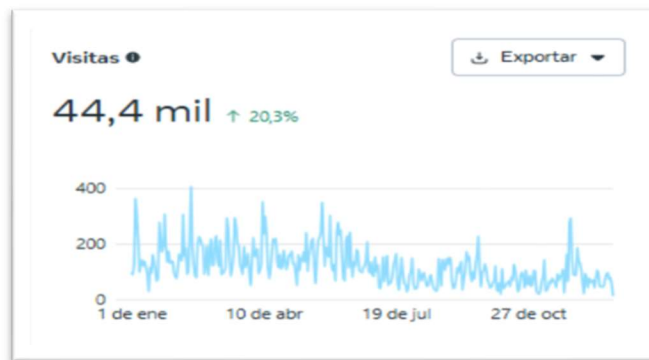 Visitas
Exportar
44,4 mil ↑ 20,3%
400
200
0
1 de ene 10 de abr 19 de jul 27 de oct